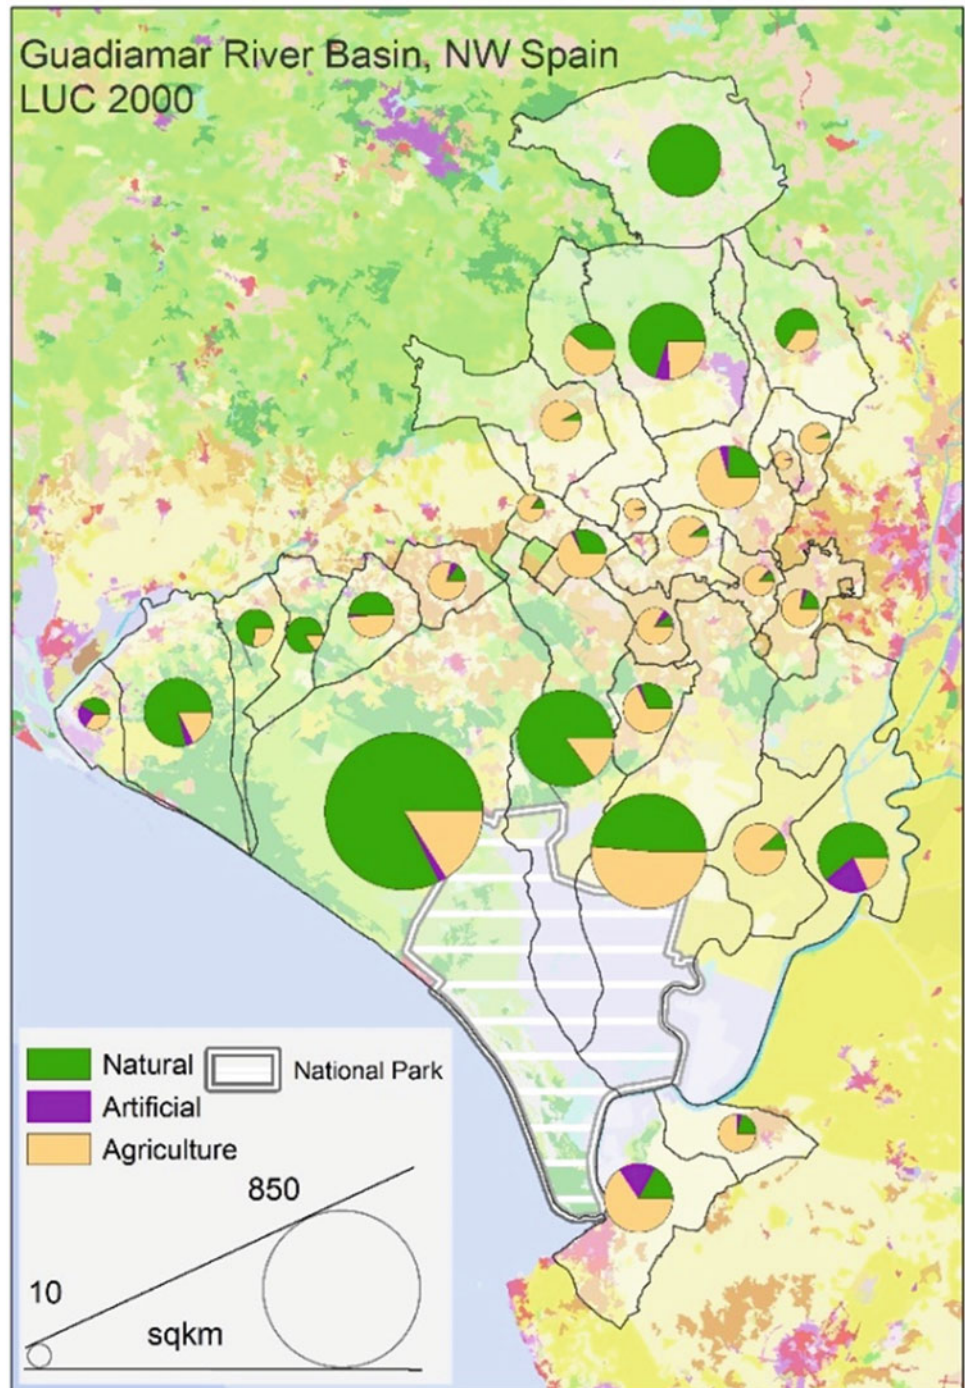 Guadiamar River Basin, NW Spain
LUC 2000
Natural
National Park
Artificial
Agriculture
850
10
sqkm